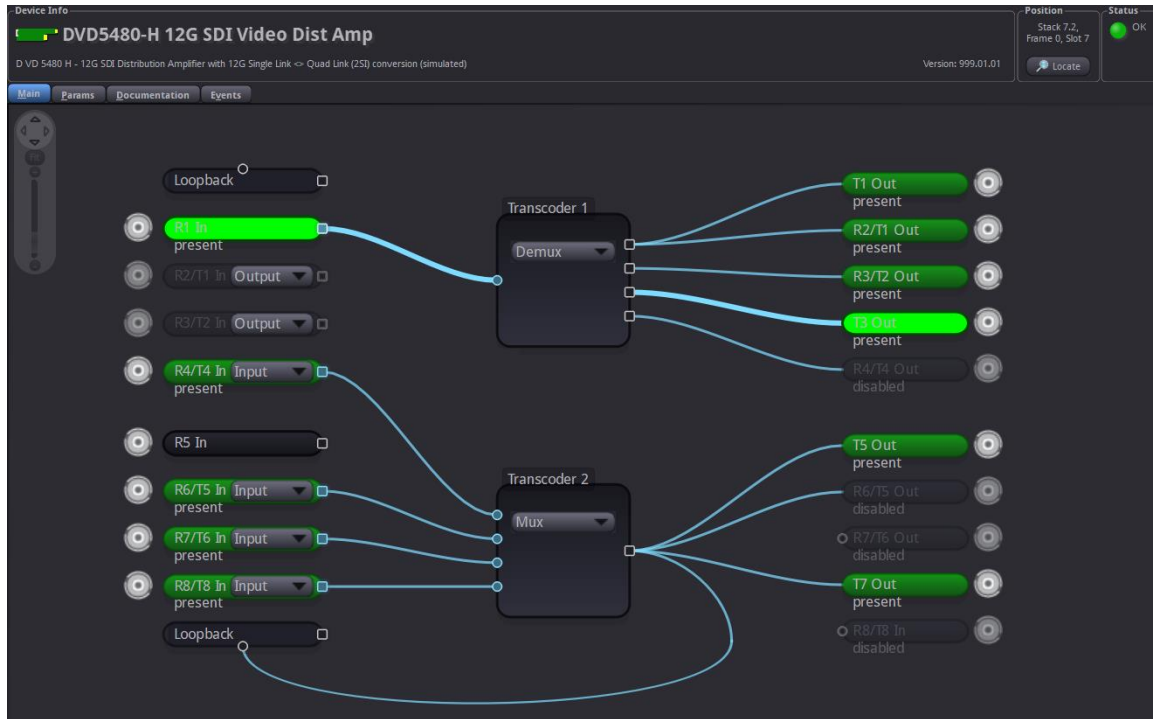 Device Info
Position
Status
DVD5480-H 12G SDI Video Dist Amp
Stack 7.2,
Frame 0, Slot 7
OK
D VD 5480 H - 12G SDI Distribution Amplifier with 12G Single Link <> Quad Link (2SI) conversion (simulated)
Version: 999.01.01
Locate
Main Params Documentation Events
Fit
Loopback
R1 In
present
R2/T1 In Output
R3/T2 In Output
R4/T4 In Input
present
R5 In
R6/T5 In Input
present
R7/T6 In Input
present
R8/T8 In Input
present
Loopback
Transcoder 1
Demux
Transcoder 2
Mux
T1 Out
present
R2/T1 Out
present
R3/T2 Out
present
T3 Out
present
R4/T4 Out
disabled
T5 Out
present
R6/T5 Out
disabled
R7/T6 Out
disabled
T7 Out
present
R8/T8 In
disabled